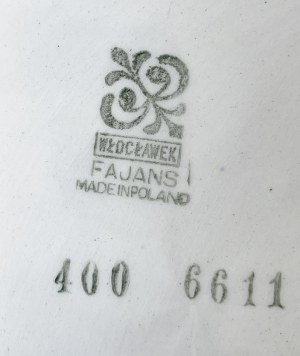 WŁOCŁAWEK
FAJANS
MADE IN POLAND
400 6611